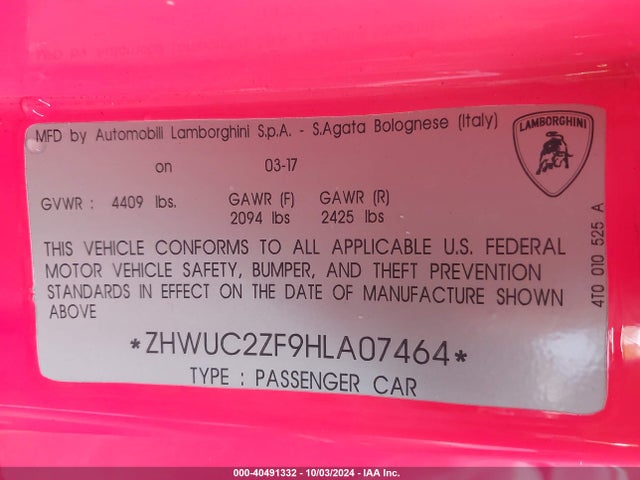 MFD by Automobili Lamborghini S.p.A. - S.Agata Bolognese (Italy)
LAMBORGHINI
on 03-17
GVWR : 4409 lbs. GAWR (F) GAWR (R)
2094 lbs 2425 lbs
THIS VEHICLE CONFORMS TO ALL APPLICABLE U.S. FEDERAL
MOTOR VEHICLE SAFETY, BUMPER, AND THEFT PREVENTION
STANDARDS IN EFFECT ON THE DATE OF MANUFACTURE SHOWN
ABOVE
*ZHWUC2ZF9HLA07464*
TYPE : PASSENGER CAR
4T0 010 525 A
000-40491332 - 10/03/2024 - IAA Inc.